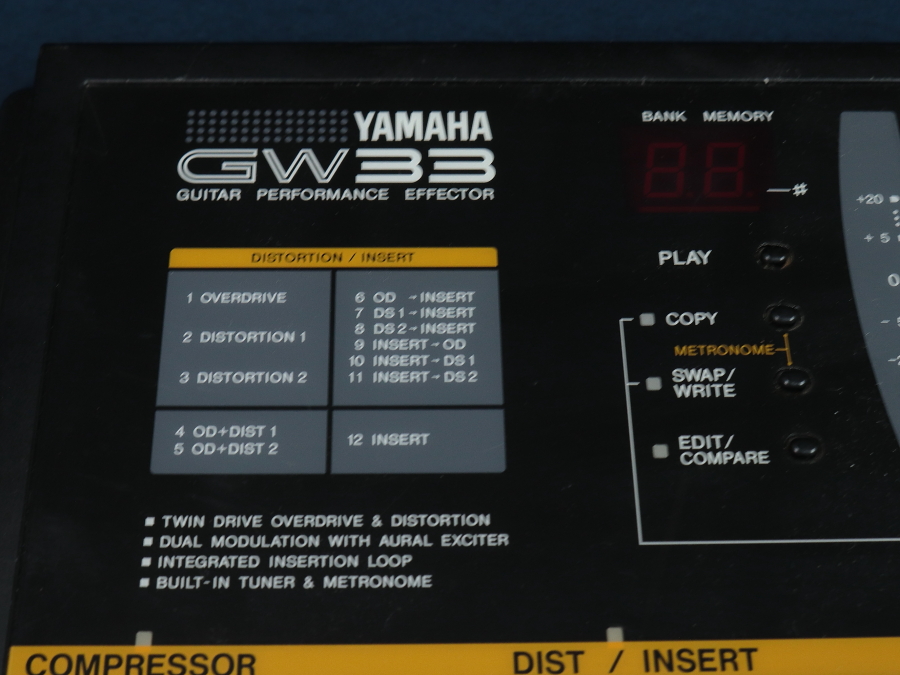 YAMAHA
GW33
GUITAR PERFORMANCE EFFECTOR
DISTORTION / INSERT
1 OVERDRIVE
2 DISTORTION 1
3 DISTORTION 2
4 OD+DIST 1
5 OD+DIST 2
6 OD → INSERT
7 DS1 → INSERT
8 DS2 → INSERT
9 INSERT → OD
10 INSERT → DS1
11 INSERT → DS2
12 INSERT
■ TWIN DRIVE OVERDRIVE & DISTORTION
■ DUAL MODULATION WITH AURAL EXCITER
■ INTEGRATED INSERTION LOOP
■ BUILT-IN TUNER & METRONOME
BANK MEMORY
—#
PLAY
COPY
METRONOME
SWAP/
WRITE
EDIT/
COMPARE
+20
+ 5
0
COMPRESSOR
DIST / INSERT